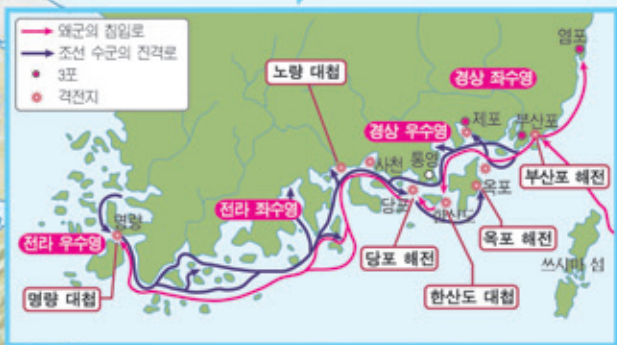 왜군의 침입로
조선 수군의 진격로
3포
격전지
염포
노량 대첩
경상 좌수영
경상 우수영
제포
부산포
사천
통영
부산포 해전
옥포
당포
한산도
전라 좌수영
명량
전라 우수영
옥포 해전
당포 해전
쓰시마 섬
한산도 대첩
명량 대첩